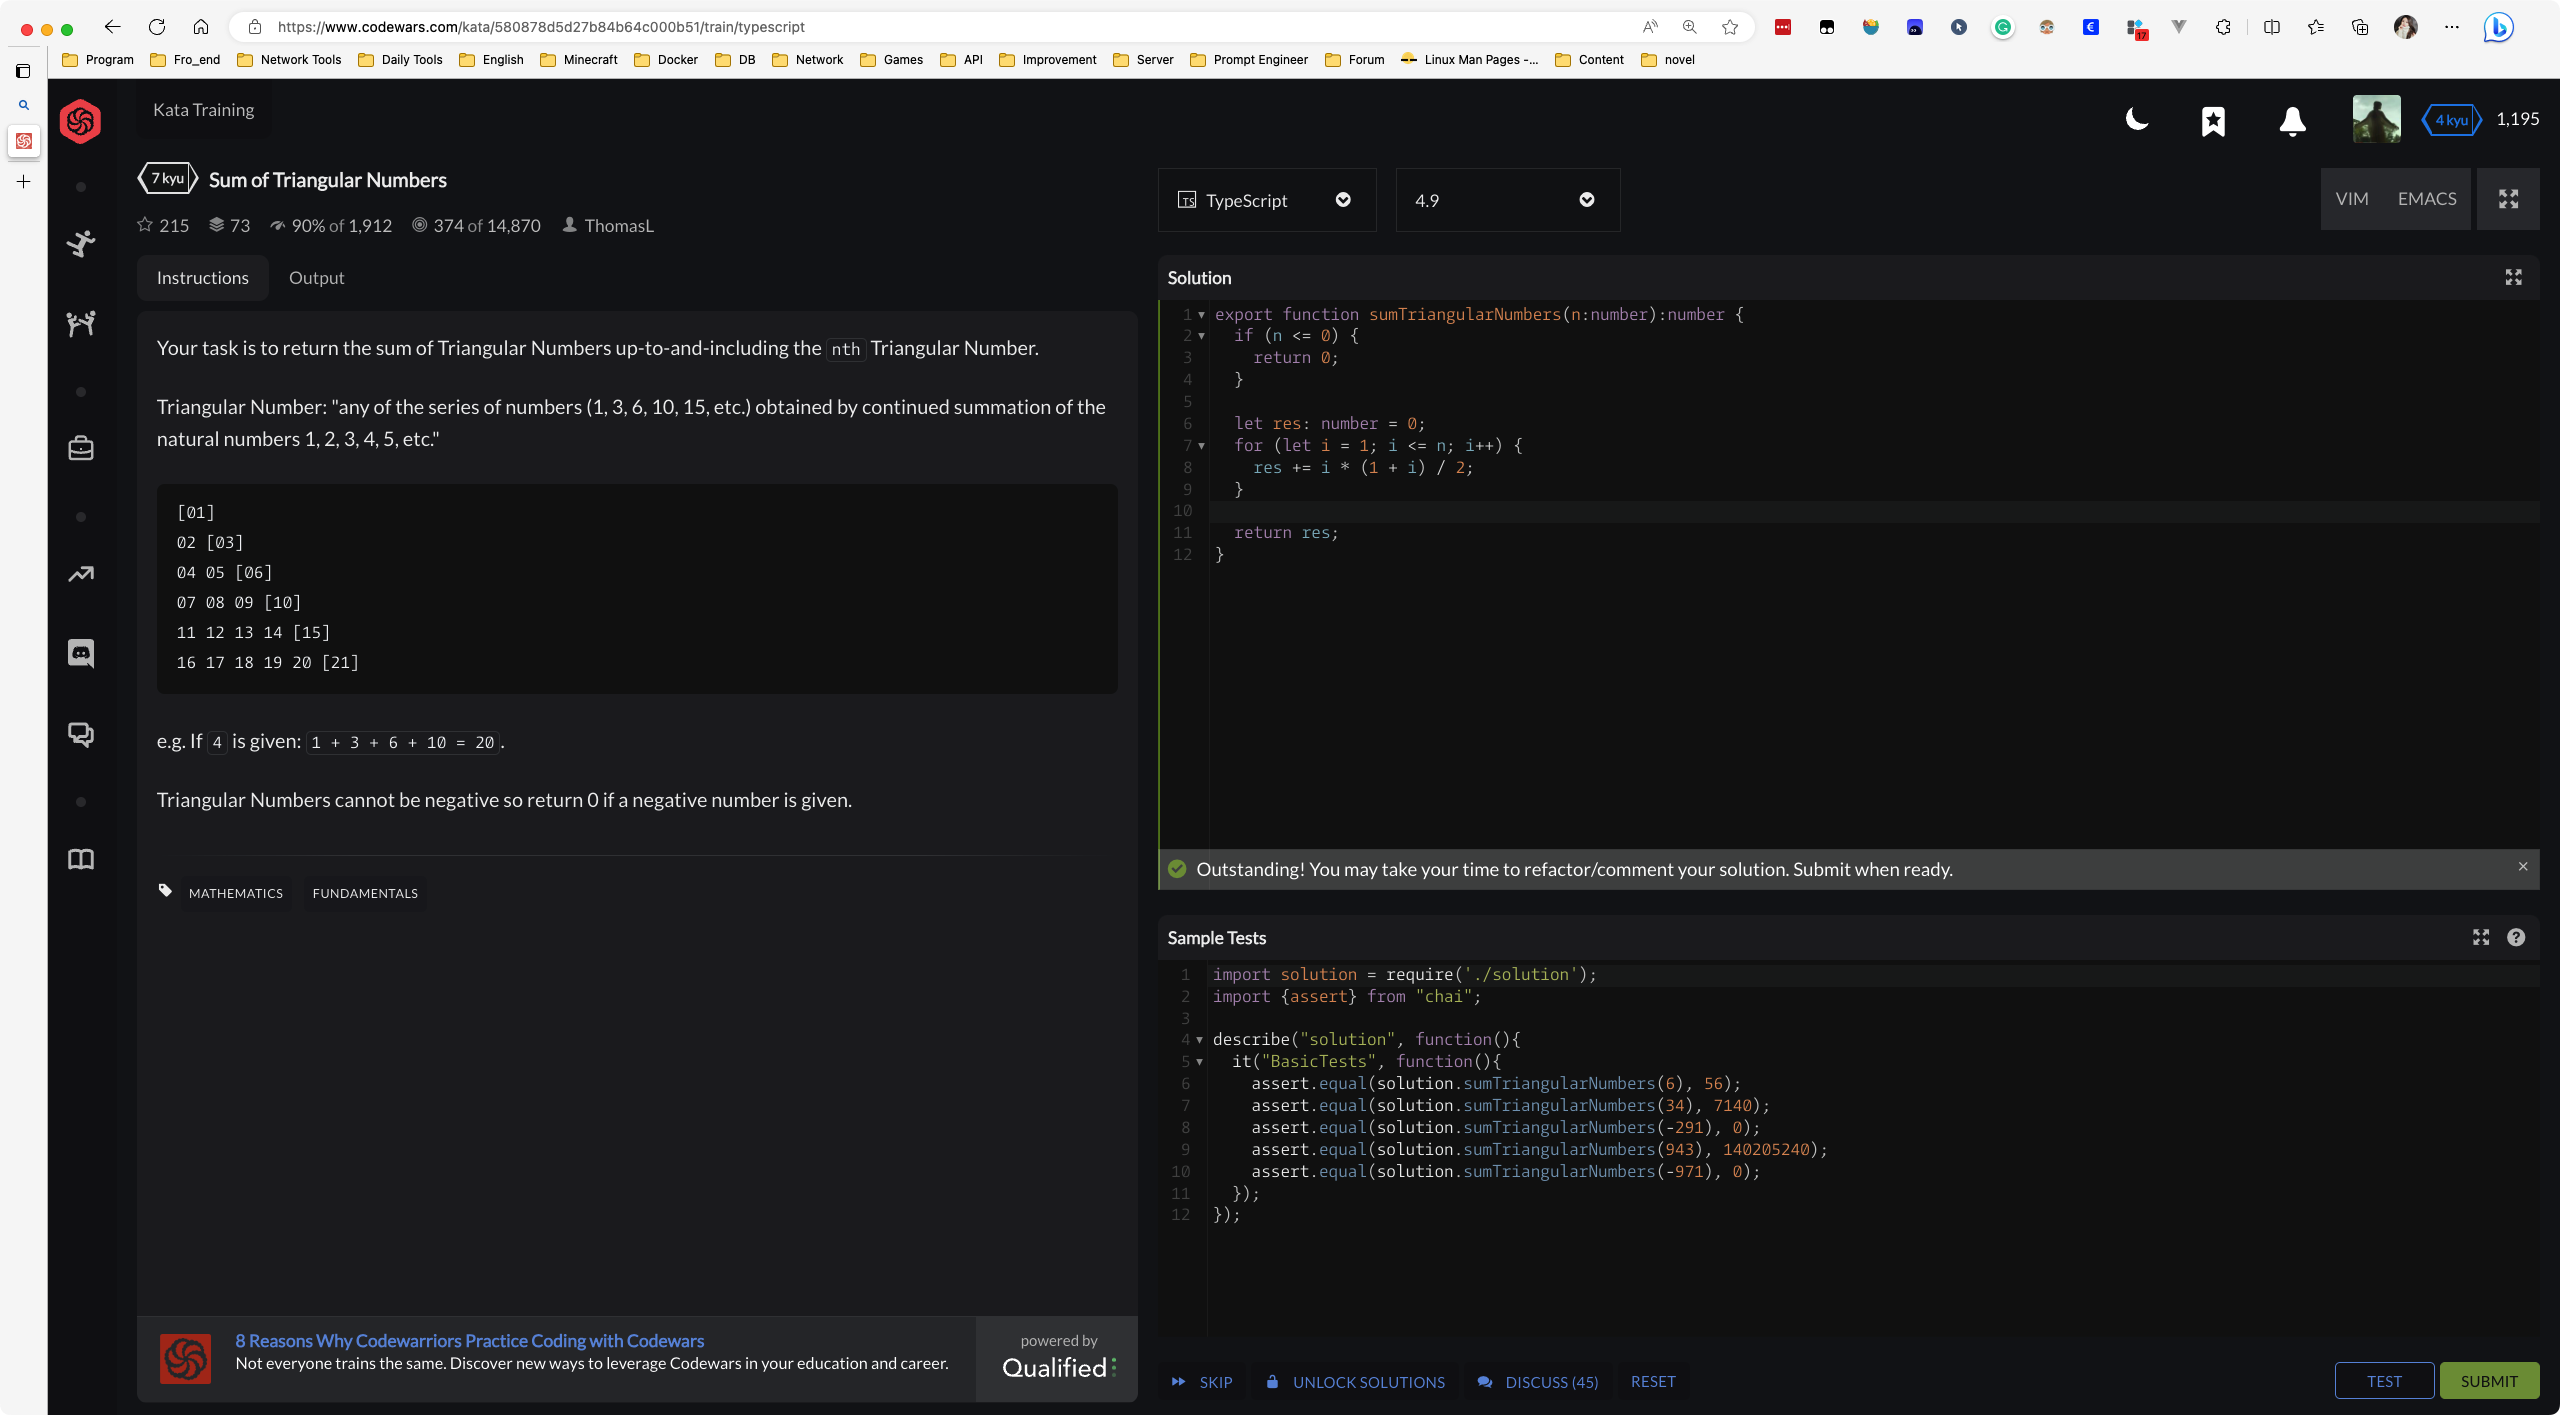 https://www.codewars.com/kata/580878d5d27b84b64c000b51/train/typescript
17
Program Fro_end Network Tools Daily Tools English Minecraft Docker DB Network Games API Improvement Server Prompt Engineer Forum Linux Man Pages -... Content novel
Kata Training
4 kyu 1,195
7 kyu Sum of Triangular Numbers
215 73 90% of 1,912 374 of 14,870 ThomasL
TS TypeScript 4.9
VIM EMACS
Instructions Output
Your task is to return the sum of Triangular Numbers up-to-and-including the nth Triangular Number.
Triangular Number: "any of the series of numbers (1, 3, 6, 10, 15, etc.) obtained by continued summation of the
natural numbers 1, 2, 3, 4, 5, etc."
[01]
02 [03]
04 05 [06]
07 08 09 [10]
11 12 13 14 [15]
16 17 18 19 20 [21]
e.g. If 4 is given: 1 + 3 + 6 + 10 = 20.
Triangular Numbers cannot be negative so return 0 if a negative number is given.
MATHEMATICS FUNDAMENTALS
8 Reasons Why Codewarriors Practice Coding with Codewars
Not everyone trains the same. Discover new ways to leverage Codewars in your education and career.
powered by
Qualified
Solution
1 export function sumTriangularNumbers(n:number):number {
2 if (n <= 0) {
3 return 0;
4 }
5
6 let res: number = 0;
7 for (let i = 1; i <= n; i++) {
8 res += i * (1 + i) / 2;
9 }
10
11 return res;
12 }
Outstanding! You may take your time to refactor/comment your solution. Submit when ready.
Sample Tests
1 import solution = require('./solution');
2 import {assert} from "chai";
3
4 describe("solution", function(){
5 it("BasicTests", function(){
6 assert.equal(solution.sumTriangularNumbers(6), 56);
7 assert.equal(solution.sumTriangularNumbers(34), 7140);
8 assert.equal(solution.sumTriangularNumbers(-291), 0);
9 assert.equal(solution.sumTriangularNumbers(943), 140205240);
10 assert.equal(solution.sumTriangularNumbers(-971), 0);
11 });
12 });
SKIP UNLOCK SOLUTIONS DISCUSS (45) RESET TEST SUBMIT